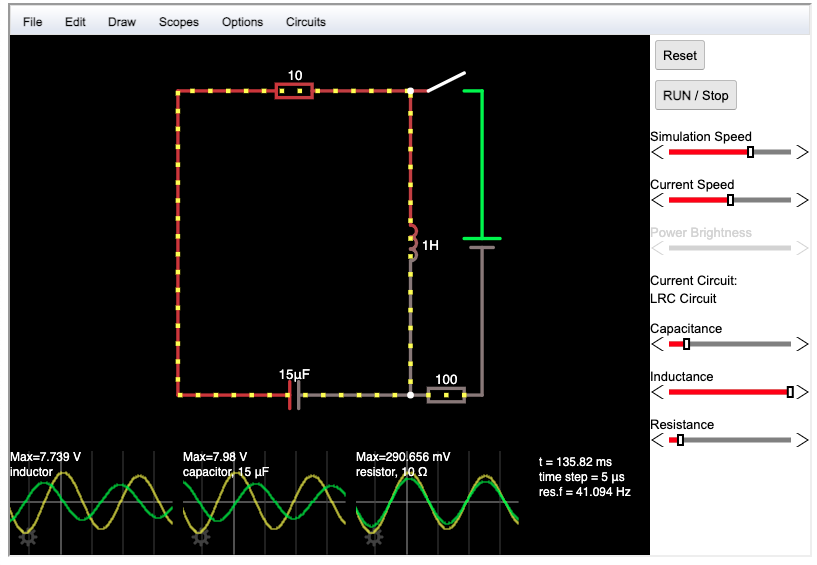 File Edit Draw Scopes Options Circuits
Reset
RUN / Stop
Simulation Speed
Current Speed
Power Brightness
Current Circuit:
LRC Circuit
Capacitance
Inductance
Resistance
10
1H
15µF
100
Max=7.739 V
inductor
Max=7.98 V
capacitor, 15 µF
Max=290.656 mV
resistor, 10 Ω
t = 135.82 ms
time step = 5 µs
res.f = 41.094 Hz